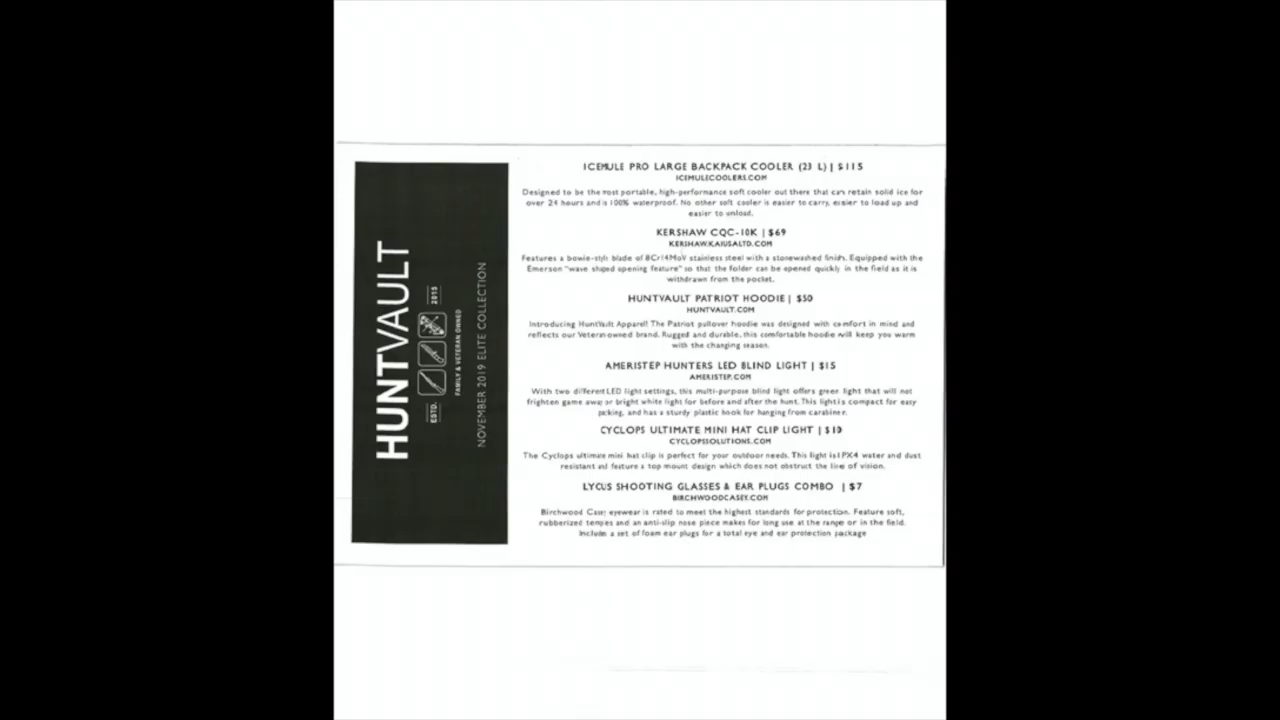 HUNTVAULT
ESTD. 2015
FAMILY & VETERAN OWNED
NOVEMBER 2019 ELITE COLLECTION
ICEMULE PRO LARGE BACKPACK COOLER (23 L) | $115
ICEMULECOOLERS.COM
Designed to be the most portable, high-performance soft cooler out there that can retain solid ice for
over 24 hours and is 100% waterproof. No other soft cooler is easier to carry, easier to load up and
easier to unload.
KERSHAW CQC-10K | $69
KERSHAW.KAIUSALTD.COM
Features a bowie-style blade of 8Cr14MoV stainless steel with a stonewashed finish. Equipped with the
Emerson "wave shaped opening feature" so that the folder can be opened quickly in the field as it is
withdrawn from the pocket.
HUNTVAULT PATRIOT HOODIE | $50
HUNTVAULT.COM
Introducing HuntVault Apparel! The Patriot pullover hoodie was designed with comfort in mind and
reflects our Veteran owned brand. Rugged and durable, this comfortable hoodie will keep you warm
with the changing season.
AMERISTEP HUNTERS LED BLIND LIGHT | $15
AMERISTEP.COM
With two different LED light settings, this multi-purpose blind light offers green light that will not
frighten game away or bright white light for before and after the hunt. This light is compact for easy
packing, and has a sturdy plastic hook for hanging from carabiner.
CYCLOPS ULTIMATE MINI HAT CLIP LIGHT | $10
CYCLOPSSOLUTIONS.COM
The Cyclops ultimate mini hat clip is perfect for your outdoor needs. This light is IPX4 water and dust
resistant and feature a top mount design which does not obstruct the line of vision.
LYCUS SHOOTING GLASSES & EAR PLUGS COMBO | $7
BIRCHWOODCASEY.COM
Birchwood Casey eyewear is rated to meet the highest standards for protection. Feature soft,
rubberized temples and an anti-slip nose piece makes for long use at the range or in the field.
Includes a set of foam ear plugs for a total eye and ear protection package